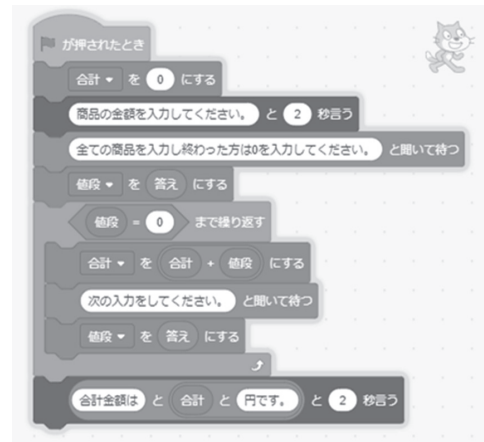 が押されたとき
合計 を 0 にする
商品の金額を入力してください。 と 2 秒言う
全ての商品を入力し終わった方は0を入力してください。 と聞いて待つ
値段 を 答え にする
値段 = 0 まで繰り返す
合計 を 合計 + 値段 にする
次の入力をしてください。 と聞いて待つ
値段 を 答え にする
合計金額は と 合計 と 円です。 と 2 秒言う